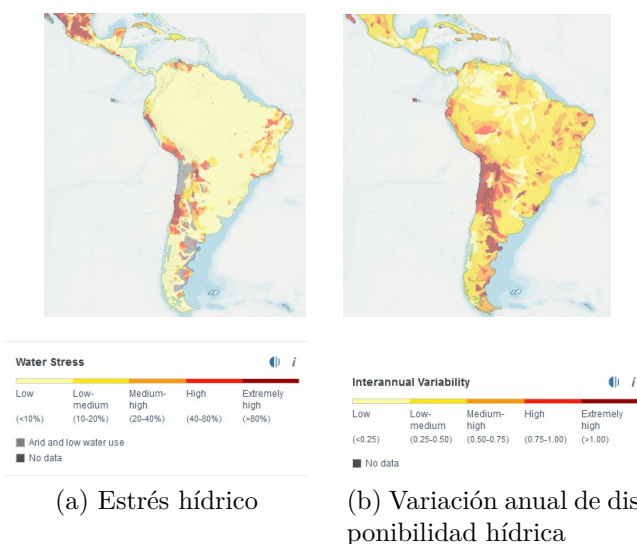 Water Stress
i
Low
Low-
medium
Medium-
high
High
Extremely
high
(<10%)
(10-20%)
(20-40%)
(40-80%)
(>80%)
Arid and low water use
No data
(a) Estrés hídrico
Interannual Variability
i
Low
Low-
medium
Medium-
high
High
Extremely
high
(<0.25)
(0.25-0.50)
(0.50-0.75)
(0.75-1.00)
(>1.00)
No data
(b) Variación anual de dis
ponibilidad hídrica